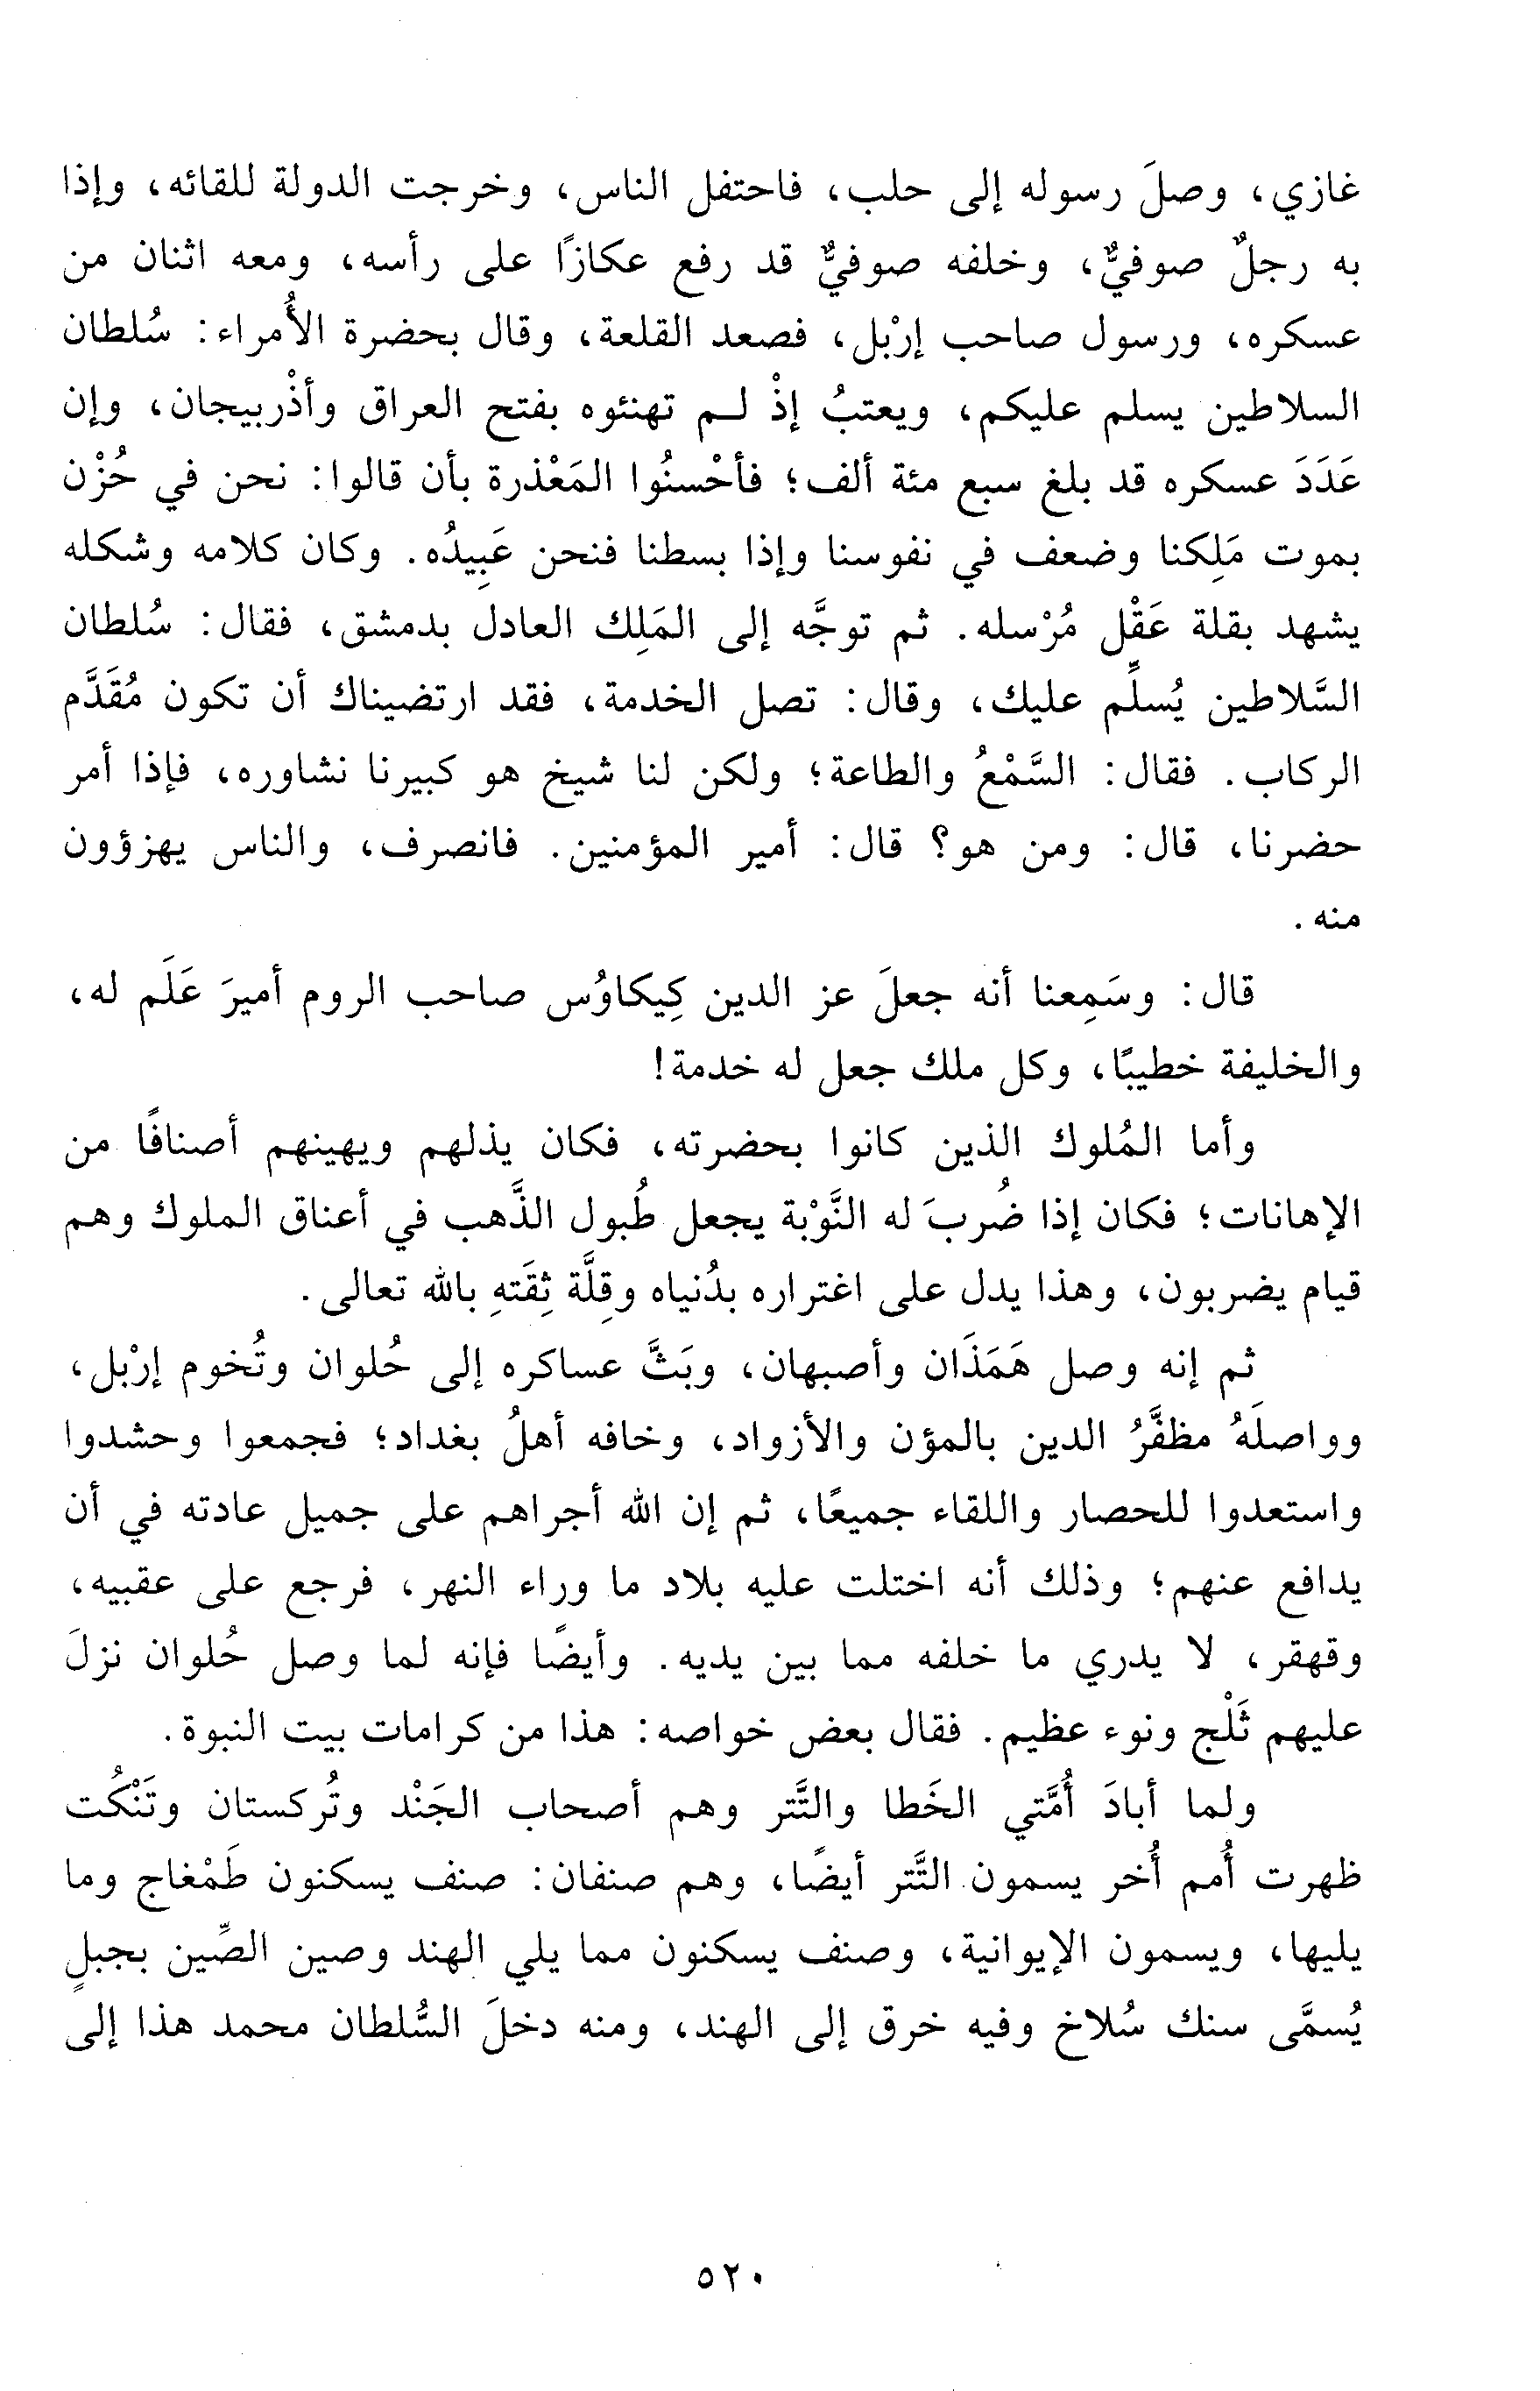 غازي، وصلَ رسوله إلى حلب، فاحتفل الناس، وخرجت الدولة للقائه، وإذا
به رجلٌ صوفيٌّ، وخلفه صوفيٌّ قد رفع عكازًا على رأسه، ومعه اثنان من
عسكره، ورسول صاحب إرْبل، فصعد القلعة، وقال بحضرة الأُمراء: سُلطان
السلاطين يسلم عليكم، ويعتبُ إذْ لـم تهنئوه بفتح العراق وأذْربيجان، وإن
عَدَدَ عسكره قد بلغ سبع مئة ألف؛ فأحْسنُوا المَعْذرة بأن قالوا: نحن في حُزْن
بموت مَلِكنا وضعف في نفوسنا وإذا بسطنا فنحن عَبِيدُه. وكان كلامه وشكله
يشهد بقلة عَقْل مُرْسله. ثم توجَّه إلى المَلِك العادل بدمشق، فقال: سُلطان
السَّلاطين يُسلِّم عليك، وقال: تصل الخدمة، فقد ارتضيناك أن تكون مُقَدَّم
الركاب. فقال: السَّمْعُ والطاعة؛ ولكن لنا شيخ هو كبيرنا نشاوره، فإذا أمر
حضرنا، قال: ومن هو؟ قال: أمير المؤمنين. فانصرف، والناس يهزؤون
منه.
قال: وسَمِعنا أنه جعلَ عز الدين كِيكاوُس صاحب الروم أميرَ عَلَم له،
والخليفة خطيبًا، وكل ملك جعل له خدمة!
وأما المُلوك الذين كانوا بحضرته، فكان يذلهم ويهينهم أصنافًا من
الإهانات؛ فكان إذا ضُربَ له النَّوْبة يجعل طُبول الذَّهب في أعناق الملوك وهم
قيام يضربون، وهذا يدل على اغتراره بدُنياه وقِلَّة ثِقَتهِ بالله تعالى.
ثم إنه وصل هَمَذَان وأصبهان، وبَثَّ عساكره إلى حُلوان وتُخوم إرْبل،
وواصلَهُ مظفَّرُ الدين بالمؤن والأزواد، وخافه أهلُ بغداد؛ فجمعوا وحشدوا
واستعدوا للحصار واللقاء جميعًا، ثم إن الله أجراهم على جميل عادته في أن
يدافع عنهم؛ وذلك أنه اختلت عليه بلاد ما وراء النهر، فرجع على عقبيه،
وقهقر، لا يدري ما خلفه مما بين يديه. وأيضًا فإنه لما وصل حُلوان نزلَ
عليهم ثَلْج ونوء عظيم. فقال بعض خواصه: هذا من كرامات بيت النبوة.
ولما أبادَ أُمَّتي الخَطا والتَّتر وهم أصحاب الجَنْد وتُركستان وتَنْكُت
ظهرت أُمم أُخر يسمون التَّتر أيضًا، وهم صنفان: صنف يسكنون طَمْغاج وما
يليها، ويسمون الإيوانية، وصنف يسكنون مما يلي الهند وصين الصِّين بجبلٍ
يُسمَّى سنك سُلاخ وفيه خرق إلى الهند، ومنه دخلَ السُّلطان محمد هذا إلى
٥٢٠